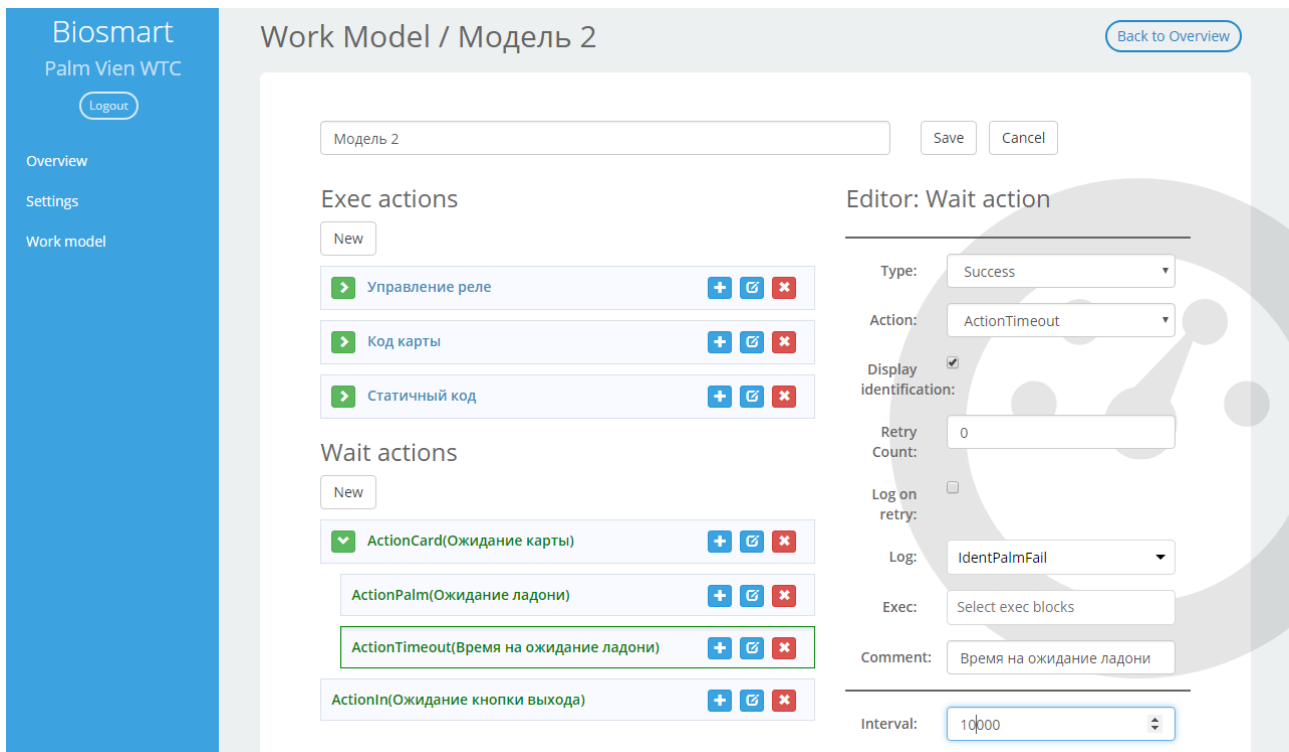 Biosmart
Palm Vien WTC
Logout
Overview
Settings
Work model
Work Model / Модель 2
Back to Overview
Модель 2
Save
Cancel
Exec actions
New
Управление реле
Код карты
Статичный код
Wait actions
New
ActionCard(Ожидание карты)
ActionPalm(Ожидание ладони)
ActionTimeout(Время на ожидание ладони)
ActionIn(Ожидание кнопки выхода)
Editor: Wait action
Type: Success
Action: ActionTimeout
Display
identification:
Retry
Count: 0
Log on
retry:
Log: IdentPalmFail
Exec: Select exec blocks
Comment: Время на ожидание ладони
Interval: 10000